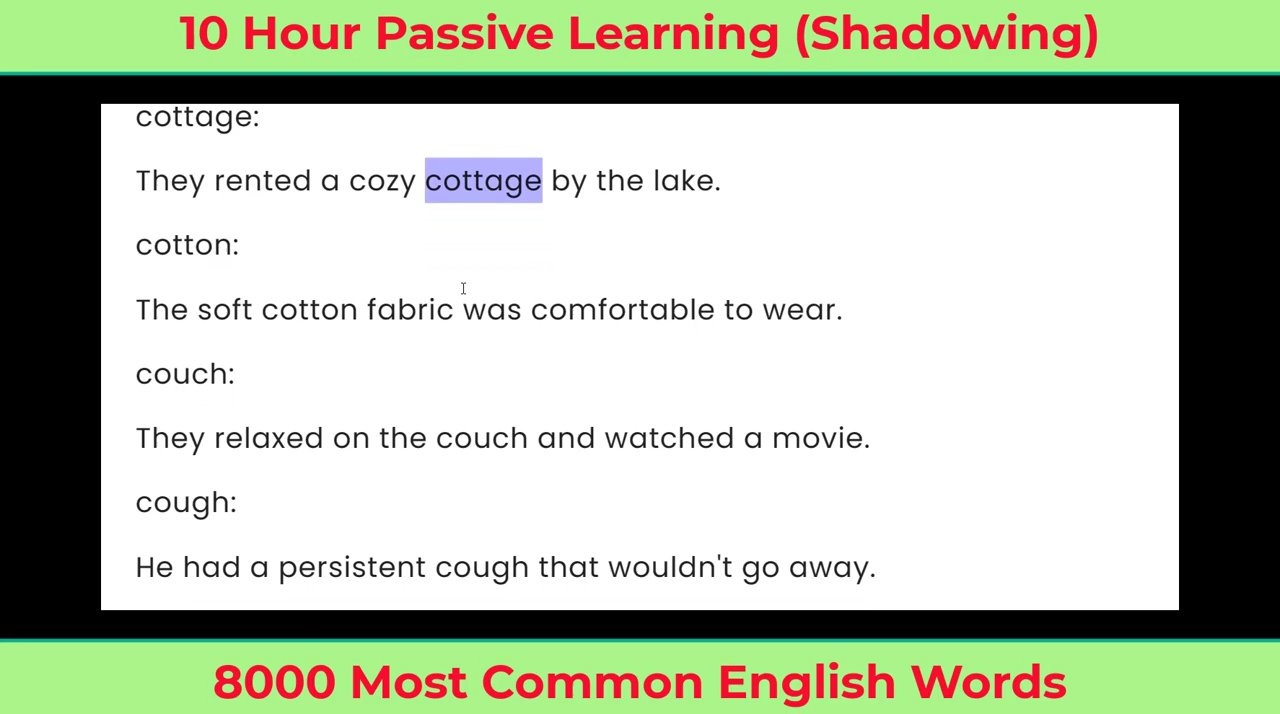 10 Hour Passive Learning (Shadowing)
cottage:
They rented a cozy cottage by the lake.
cotton:
The soft cotton fabric was comfortable to wear.
couch:
They relaxed on the couch and watched a movie.
cough:
He had a persistent cough that wouldn't go away.
8000 Most Common English Words